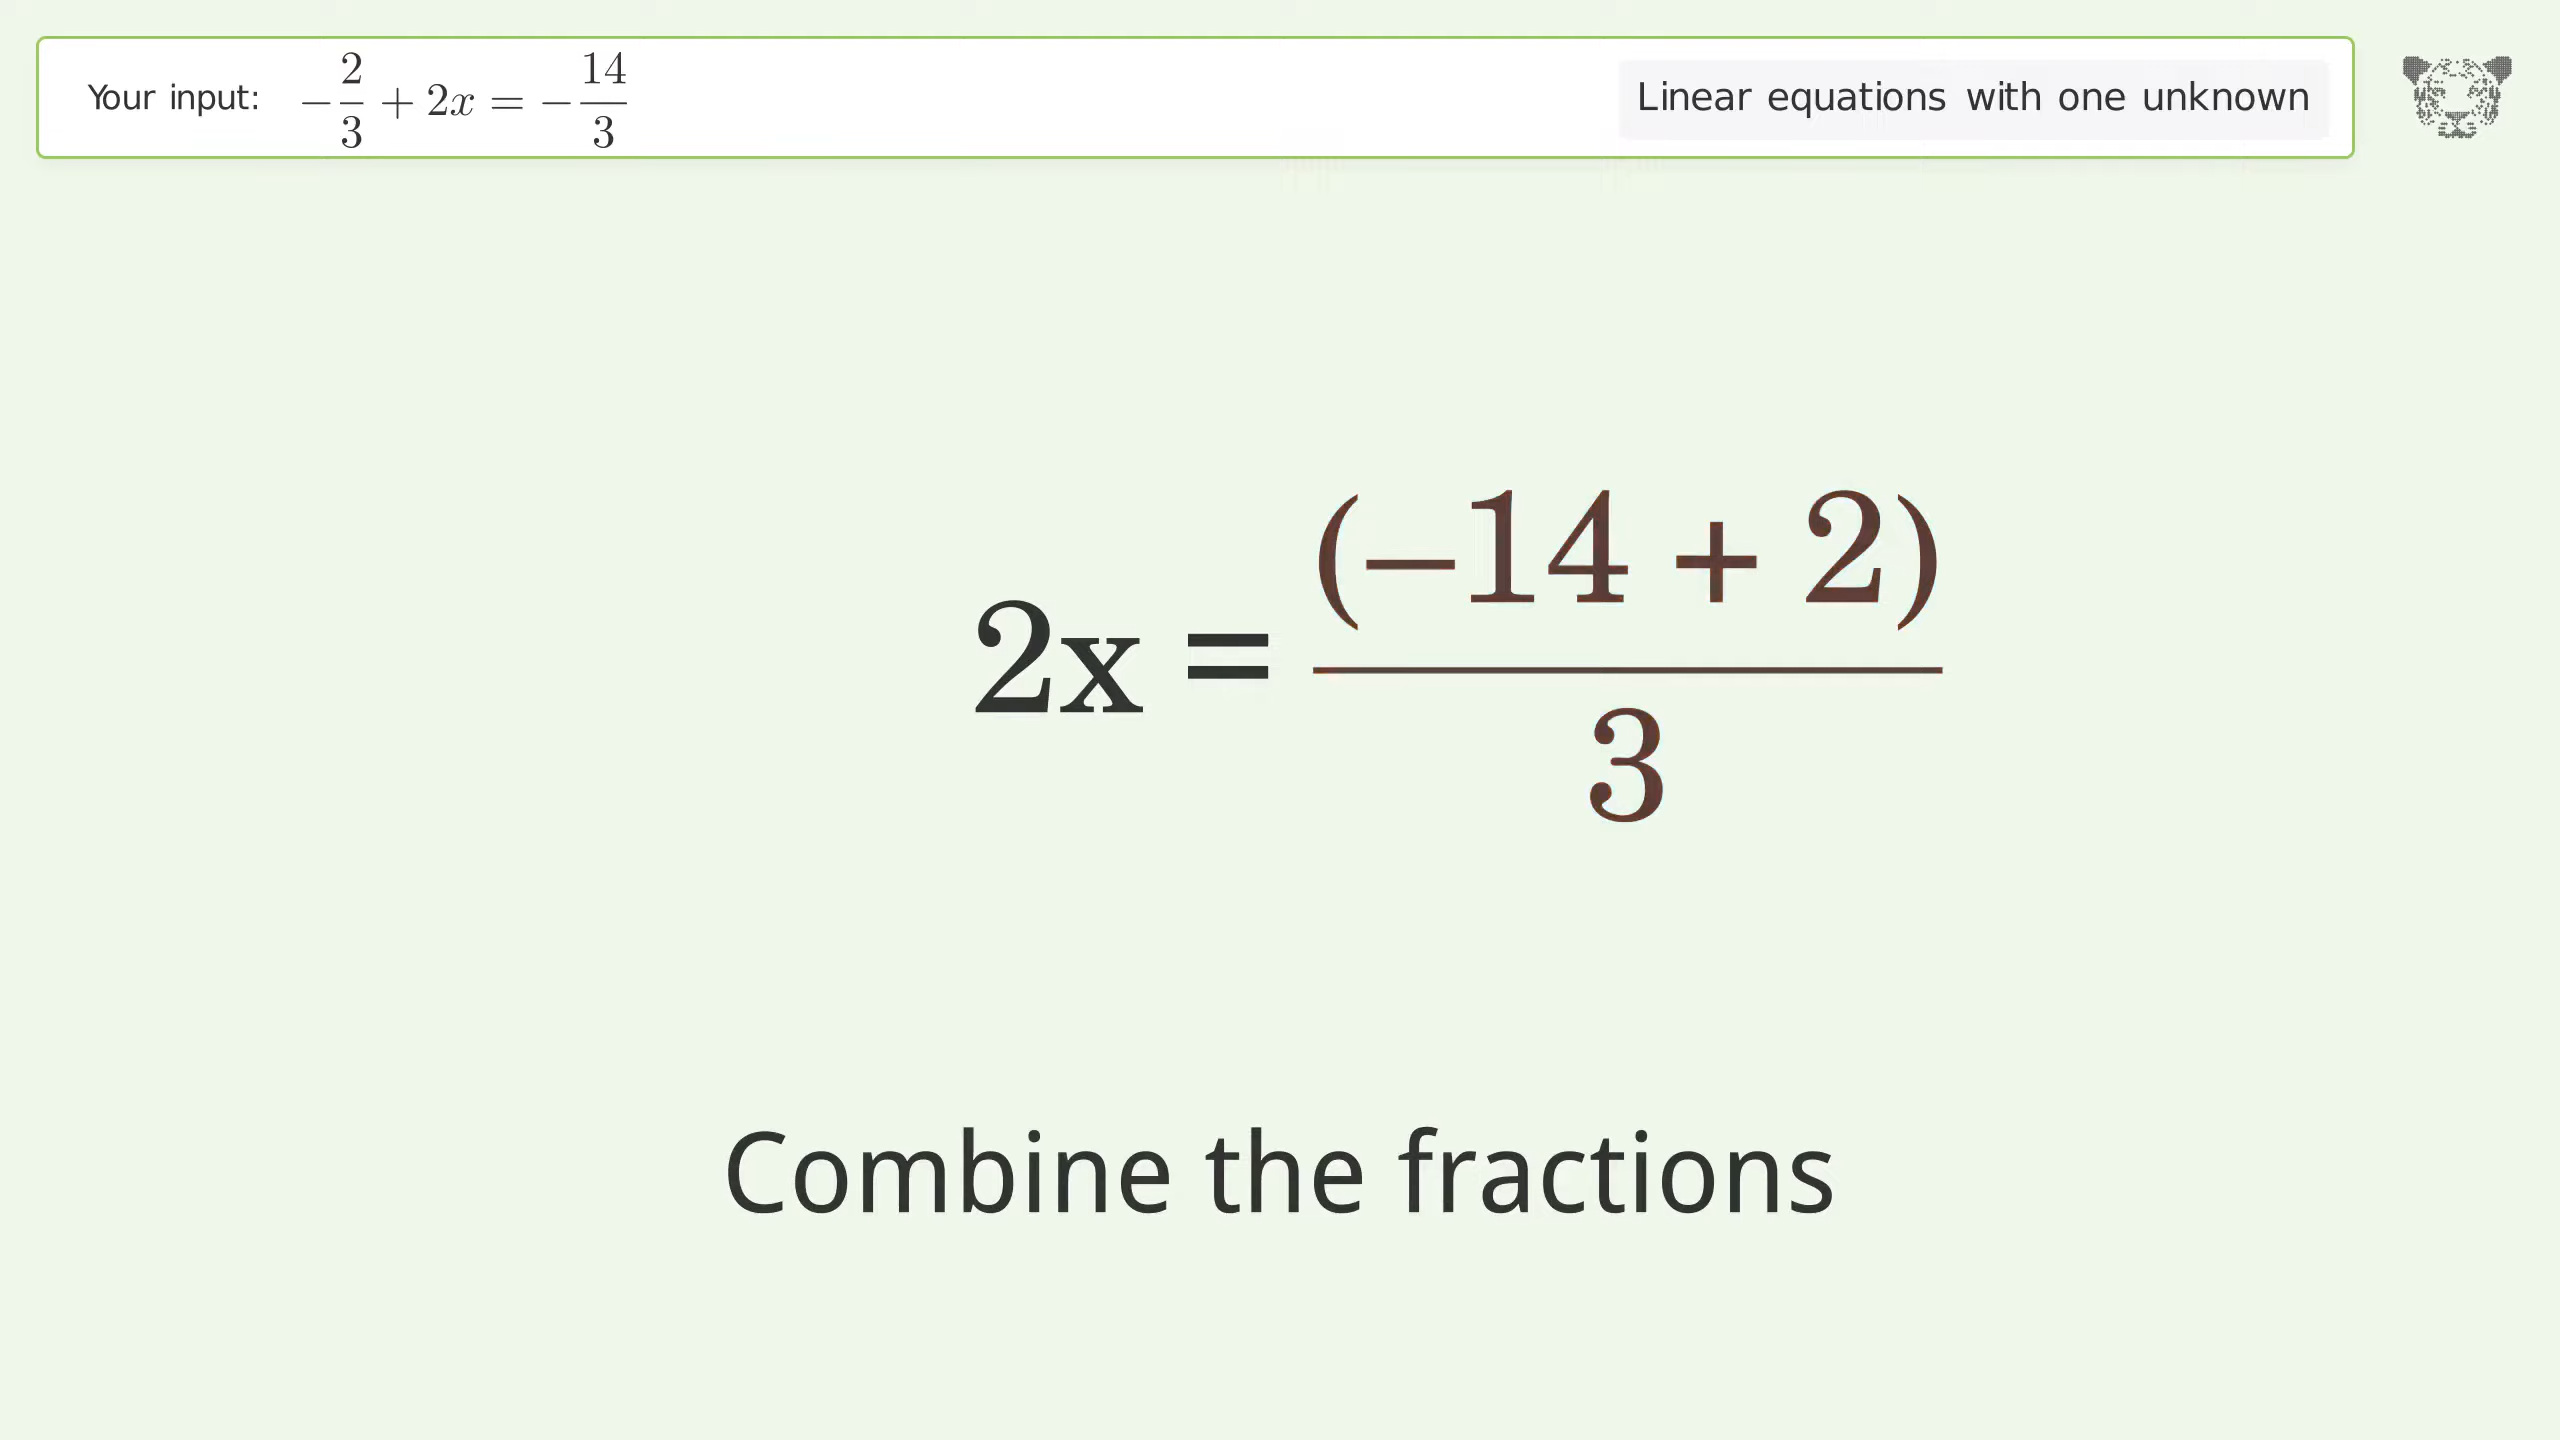 Your input: -2/3 + 2x = -14/3
Linear equations with one unknown
2x = (-14 + 2)/3
Combine the fractions